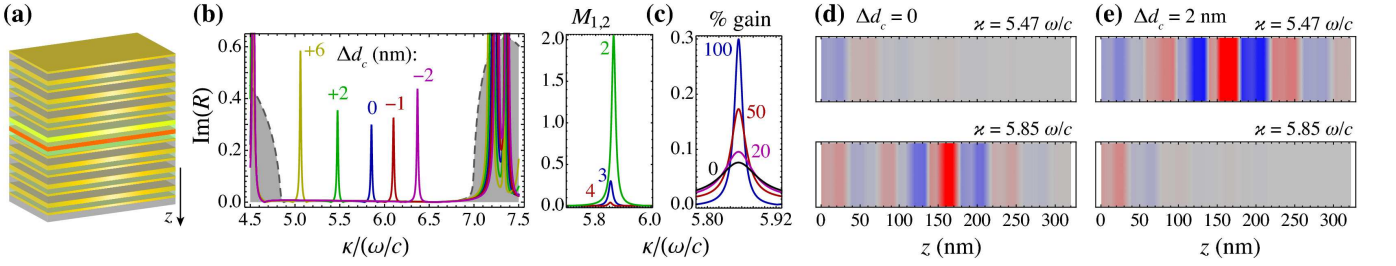 (a)
z
(b)
Im(R)
0.6
0.4
0.2
0.0
Δd_c (nm):
+6
+2
0
−1
−2
4.5 5.0 5.5 6.0 6.5 7.0 7.5
κ/(ω/c)
M_{1,2}
2.0
1.5
1.0
0.5
0.0
2
3
4
5.8 6.0
(c)
% gain
0.3
0.2
0.1
0.0
100
50
20
0
5.80 5.92
κ/(ω/c)
(d) Δd_c = 0
ϰ = 5.47 ω/c
ϰ = 5.85 ω/c
0 50 100 150 200 250 300
z (nm)
(e) Δd_c = 2 nm
ϰ = 5.47 ω/c
ϰ = 5.85 ω/c
0 50 100 150 200 250 300
z (nm)